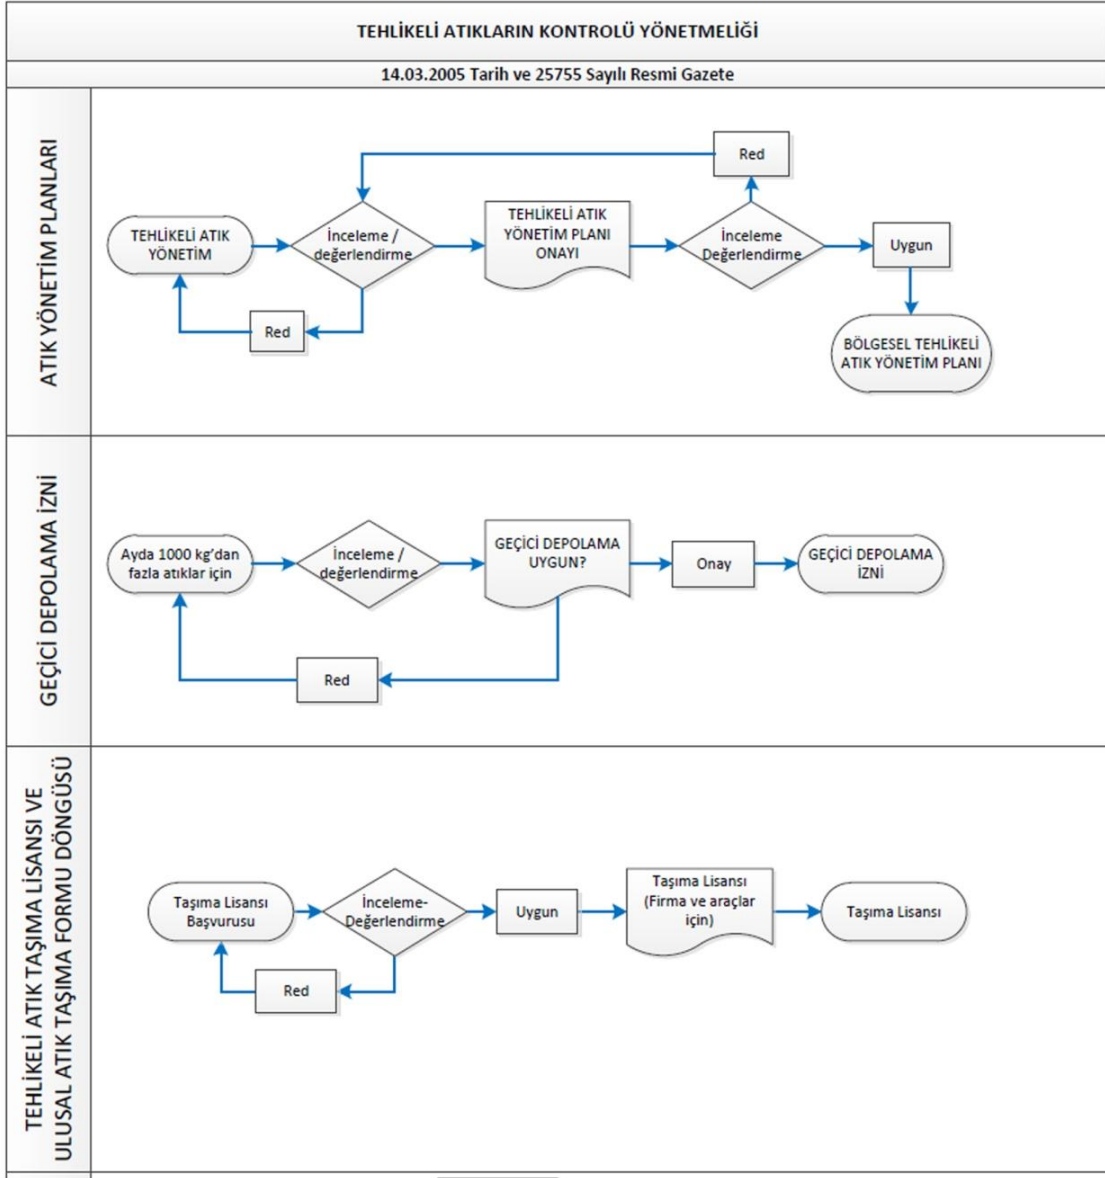 TEHLİKELİ ATIKLARIN KONTROLÜ YÖNETMELİĞİ
14.03.2005 Tarih ve 25755 Sayılı Resmi Gazete
ATIK YÖNETİM PLANLARI
Red
TEHLİKELİ ATIK
YÖNETİM
İnceleme /
değerlendirme
TEHLİKELİ ATIK
YÖNETİM PLANI
ONAYI
İnceleme
Değerlendirme
Uygun
Red
BÖLGESEL TEHLİKELİ
ATIK YÖNETİM PLANI
GEÇİCİ DEPOLAMA İZNİ
Ayda 1000 kg'dan
fazla atıklar için
İnceleme /
değerlendirme
GEÇİCİ DEPOLAMA
UYGUN?
Onay
GEÇİCİ DEPOLAMA
İZNİ
Red
TEHLİKELİ ATIK TAŞIMA LİSANSI VE
ULUSAL ATIK TAŞIMA FORMU DÖNGÜSÜ
Taşıma Lisansı
Başvurusu
İnceleme-
Değerlendirme
Uygun
Taşıma Lisansı
(Firma ve araçlar
için)
Taşıma Lisansı
Red